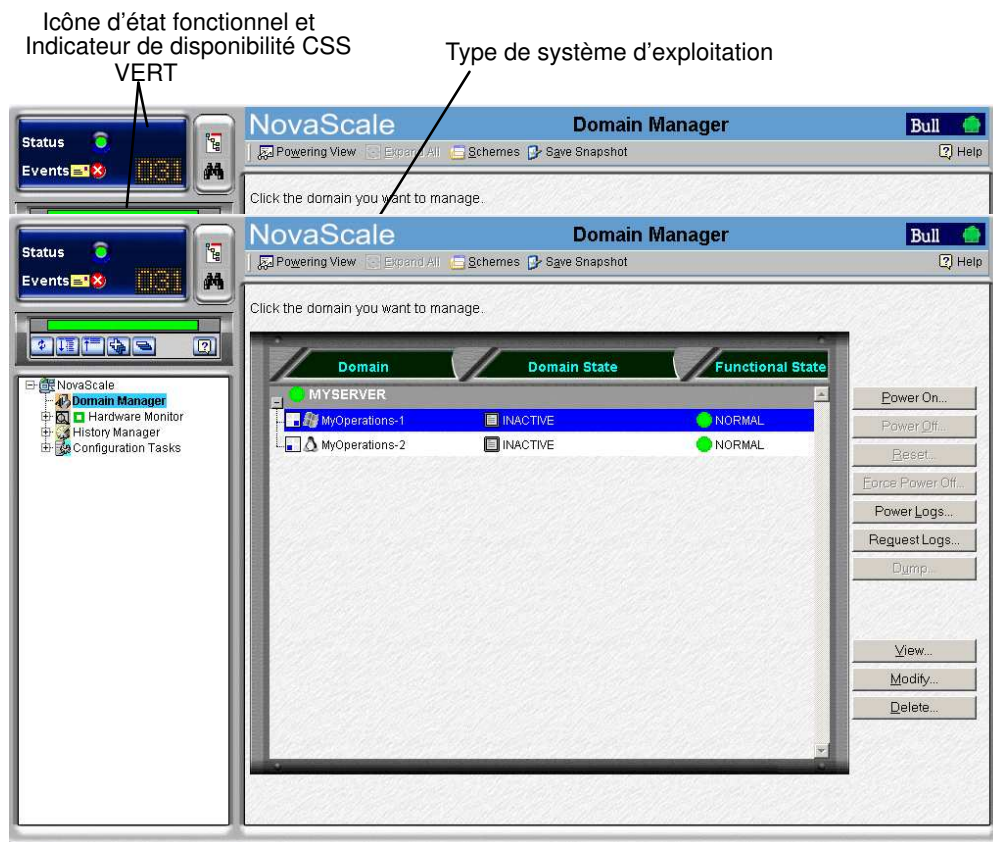 Icône d'état fonctionnel et
Indicateur de disponibilité CSS
VERT
Type de système d'exploitation
Status
Events
031
NovaScale
Domain Manager
Bull
Powering View
Expand All
Schemes
Save Snapshot
Help
Click the domain you want to manage.
Status
Events
031
NovaScale
Domain Manager
Bull
Powering View
Expand All
Schemes
Save Snapshot
Help
Click the domain you want to manage.
NovaScale
Domain Manager
Hardware Monitor
History Manager
Configuration Tasks
Domain
Domain State
Functional State
MYSERVER
MyOperations-1
INACTIVE
NORMAL
MyOperations-2
INACTIVE
NORMAL
Power On...
Power Off...
Reset...
Force Power Off...
Power Logs...
Request Logs...
Dump...
View...
Modify...
Delete...